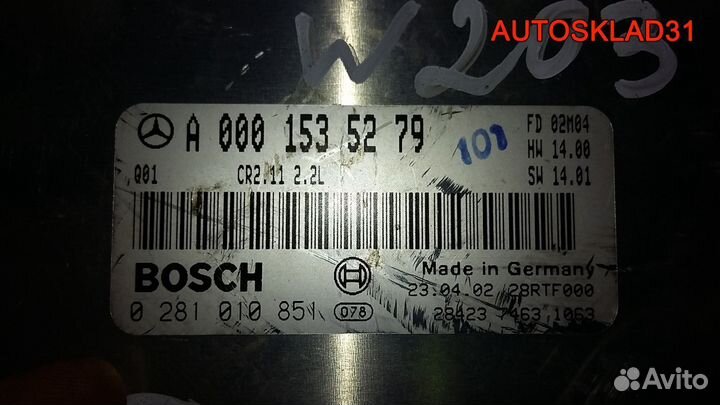 AUTOSKLAD31
W203
A 000 153 52 79
101
FD 02M04
HW 14.00
Q01 CR2.11 2.2L
SW 14.01
BOSCH
Made in Germany
23.04.02 28RTF000
0 281 010 851
078
28423 7463 1063
Avito